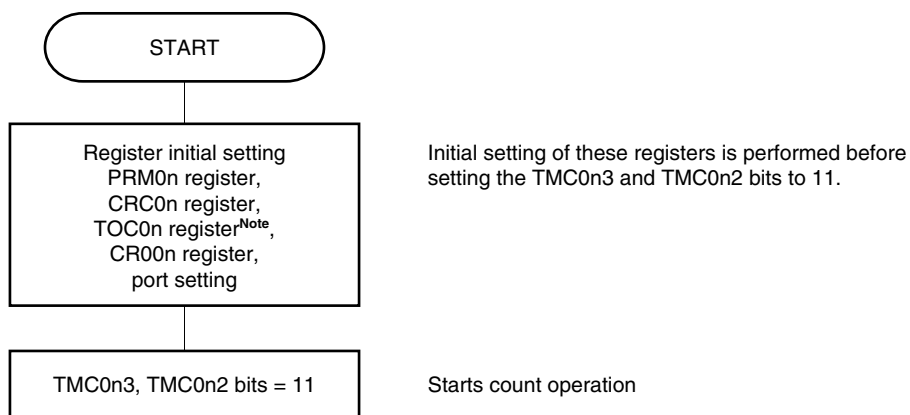 START
Register initial setting
PRM0n register,
CRC0n register,
TOC0n registerNote,
CR00n register,
port setting
Initial setting of these registers is performed before
setting the TMC0n3 and TMC0n2 bits to 11.
TMC0n3, TMC0n2 bits = 11
Starts count operation